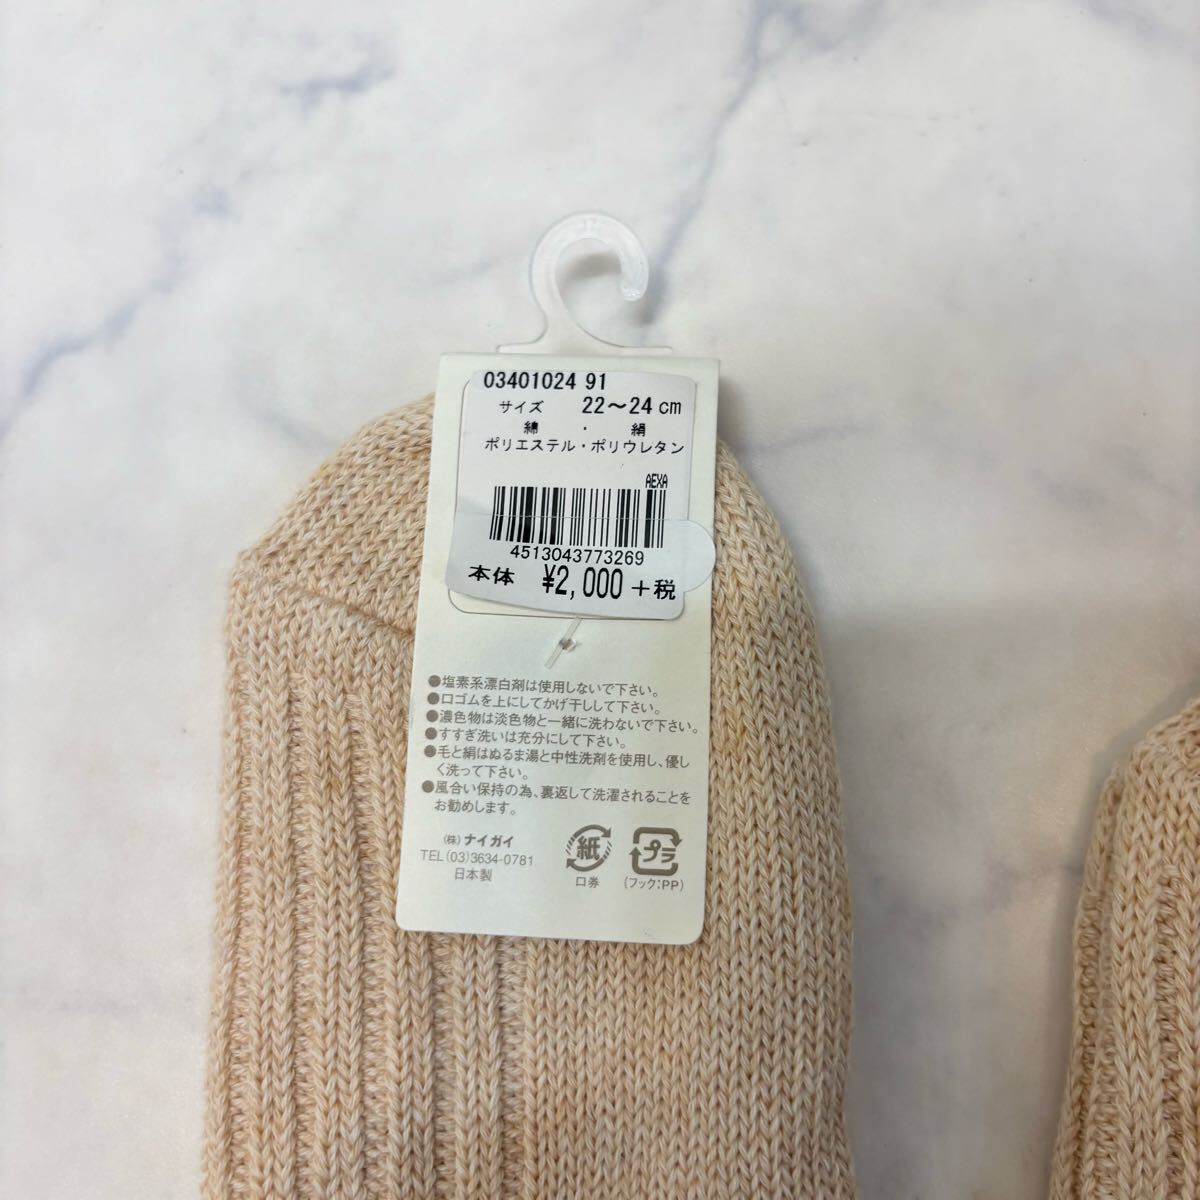 03401024 91
サイズ 22～24cm
綿 ・ 絹
ポリエステル・ポリウレタン
AEXA
4513043773269
本体 ¥2,000+税
●塩素系漂白剤は使用しないで下さい。
●口ゴムを上にしてかげ干しして下さい。
●濃色物は淡色物と一緒に洗わないで下さい。
●すすぎ洗いは充分にして下さい。
●毛と絹はぬるま湯と中性洗剤を使用し、優し
く洗って下さい。
●風合い保持の為、裏返して洗濯されることを
お勧めします。
(株)ナイガイ
TEL(03)3634-0781
日本製
紙
口券
プラ
(フック:PP)